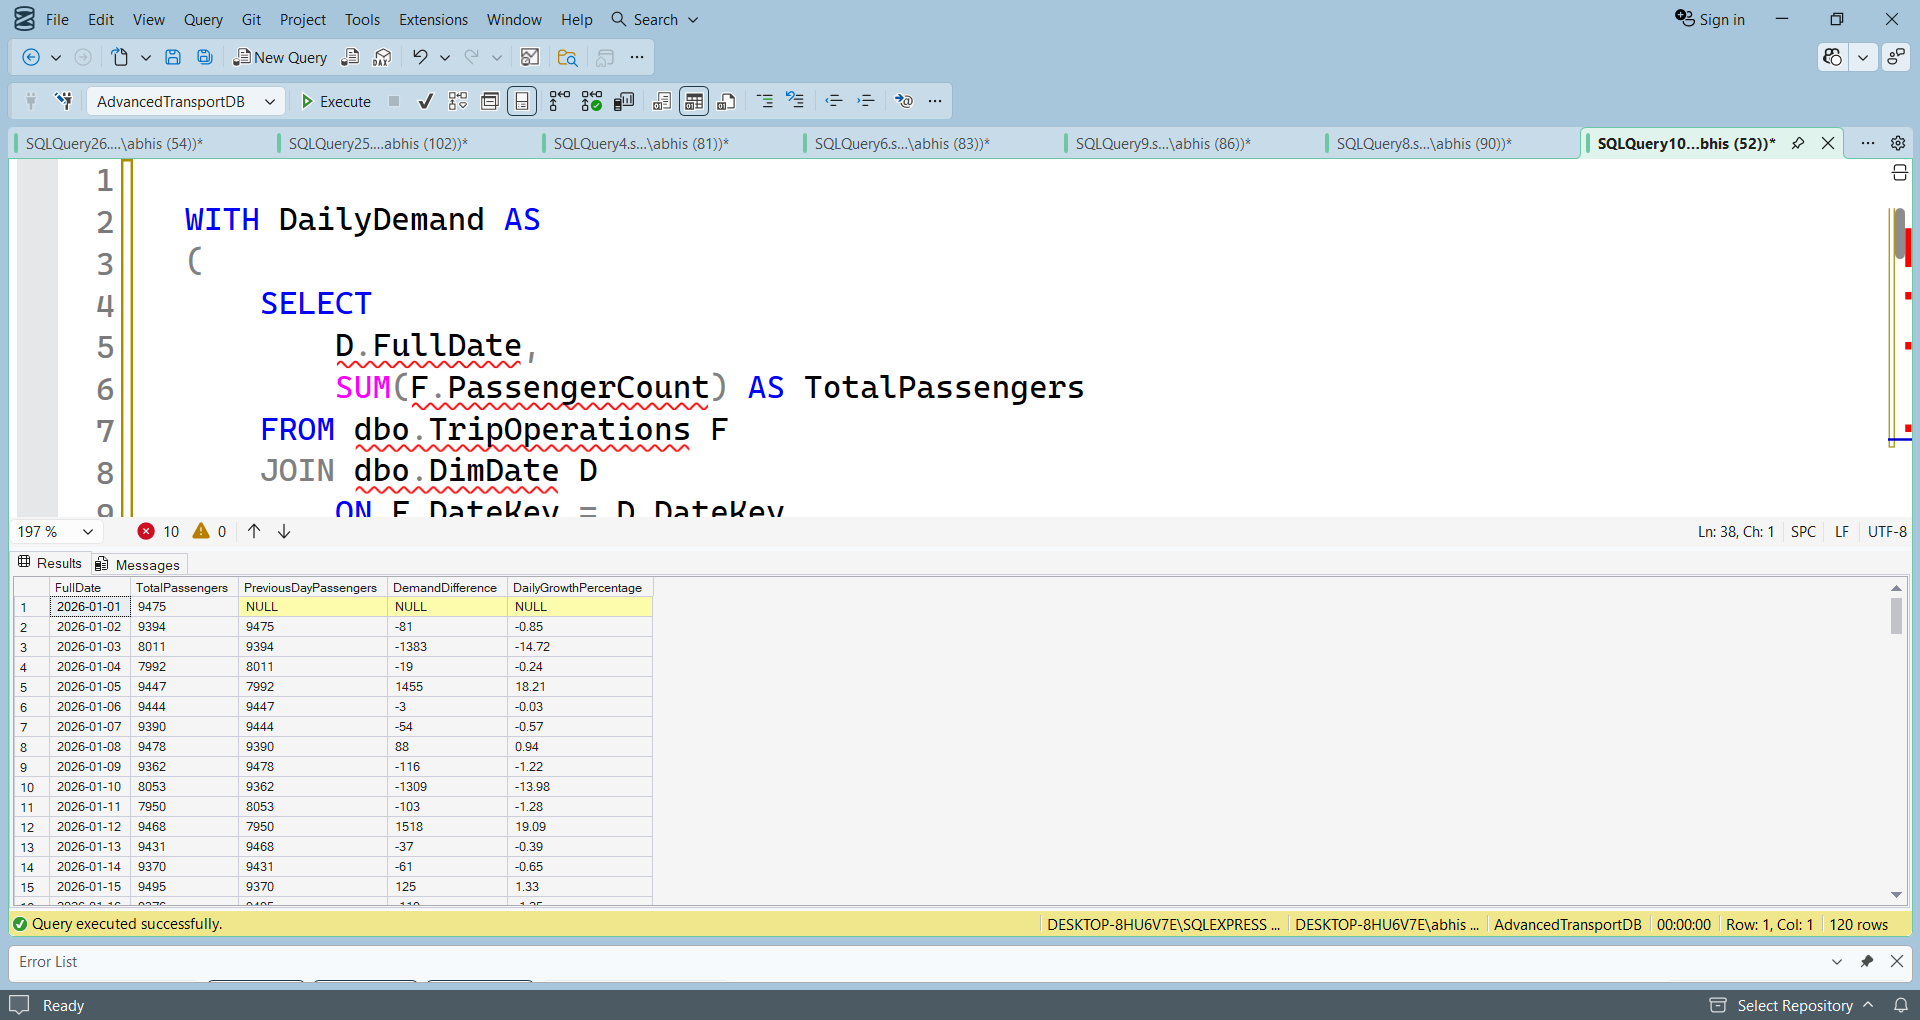 File Edit View Query Git Project Tools Extensions Window Help Search Sign in
New Query
AdvancedTransportDB Execute
SQLQuery26....\abhis (54))* SQLQuery25....abhis (102))* SQLQuery4.s...\abhis (81))* SQLQuery6.s...\abhis (83))* SQLQuery9.s...\abhis (86))* SQLQuery8.s...\abhis (90))* SQLQuery10...bhis (52))*
1
2 WITH DailyDemand AS
3 (
4 SELECT
5 D.FullDate,
6 SUM(F.PassengerCount) AS TotalPassengers
7 FROM dbo.TripOperations F
8 JOIN dbo.DimDate D
9 ON F.DateKey = D.DateKey
197 % 10 0 Ln: 38, Ch: 1 SPC LF UTF-8
Results Messages
FullDate TotalPassengers PreviousDayPassengers DemandDifference DailyGrowthPercentage
1 2026-01-01 9475 NULL NULL NULL
2 2026-01-02 9394 9475 -81 -0.85
3 2026-01-03 8011 9394 -1383 -14.72
4 2026-01-04 7992 8011 -19 -0.24
5 2026-01-05 9447 7992 1455 18.21
6 2026-01-06 9444 9447 -3 -0.03
7 2026-01-07 9390 9444 -54 -0.57
8 2026-01-08 9478 9390 88 0.94
9 2026-01-09 9362 9478 -116 -1.22
10 2026-01-10 8053 9362 -1309 -13.98
11 2026-01-11 7950 8053 -103 -1.28
12 2026-01-12 9468 7950 1518 19.09
13 2026-01-13 9431 9468 -37 -0.39
14 2026-01-14 9370 9431 -61 -0.65
15 2026-01-15 9495 9370 125 1.33
Query executed successfully. DESKTOP-8HU6V7E\SQLEXPRESS ... DESKTOP-8HU6V7E\abhis ... AdvancedTransportDB 00:00:00 Row: 1, Col: 1 120 rows
Error List
Ready Select Repository